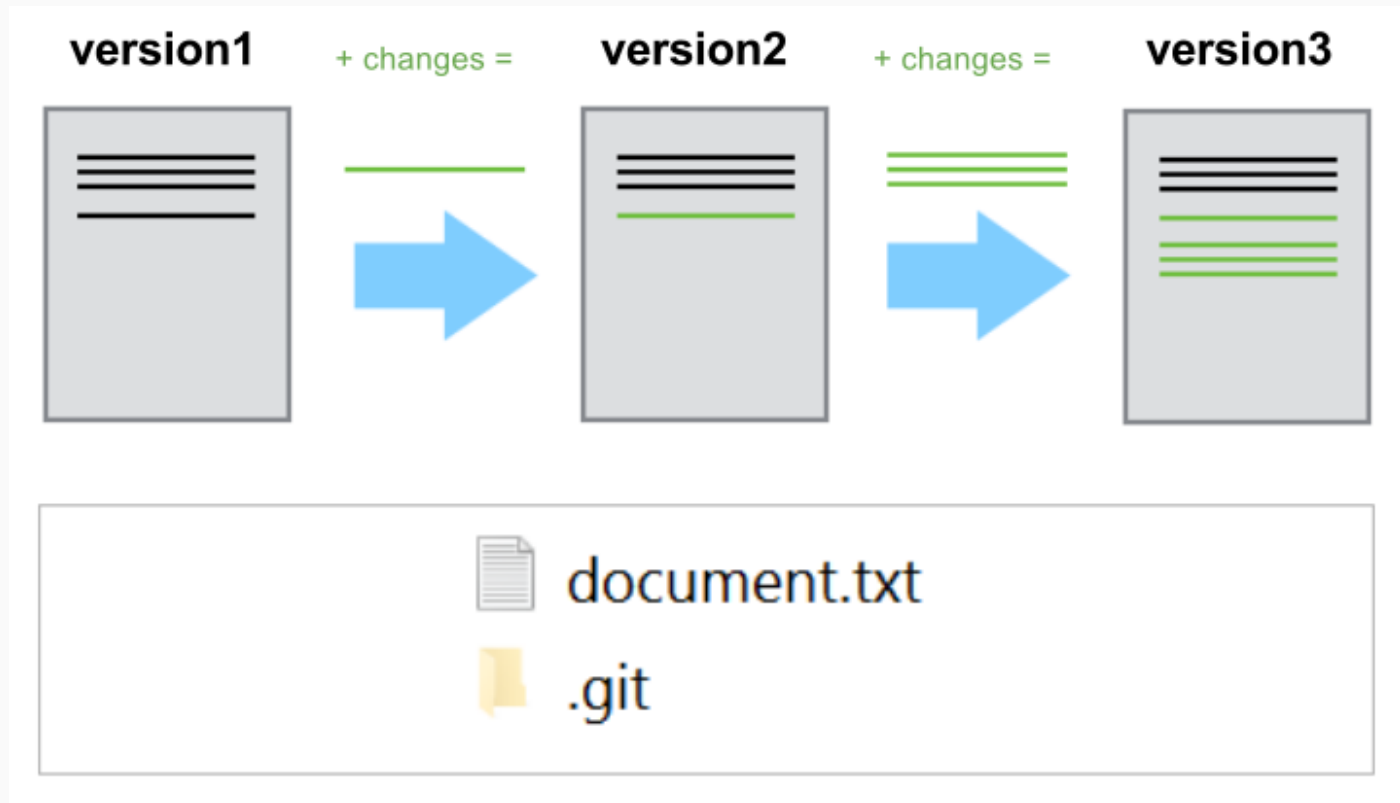 version1 + changes = version2 + changes = version3
document.txt
.git